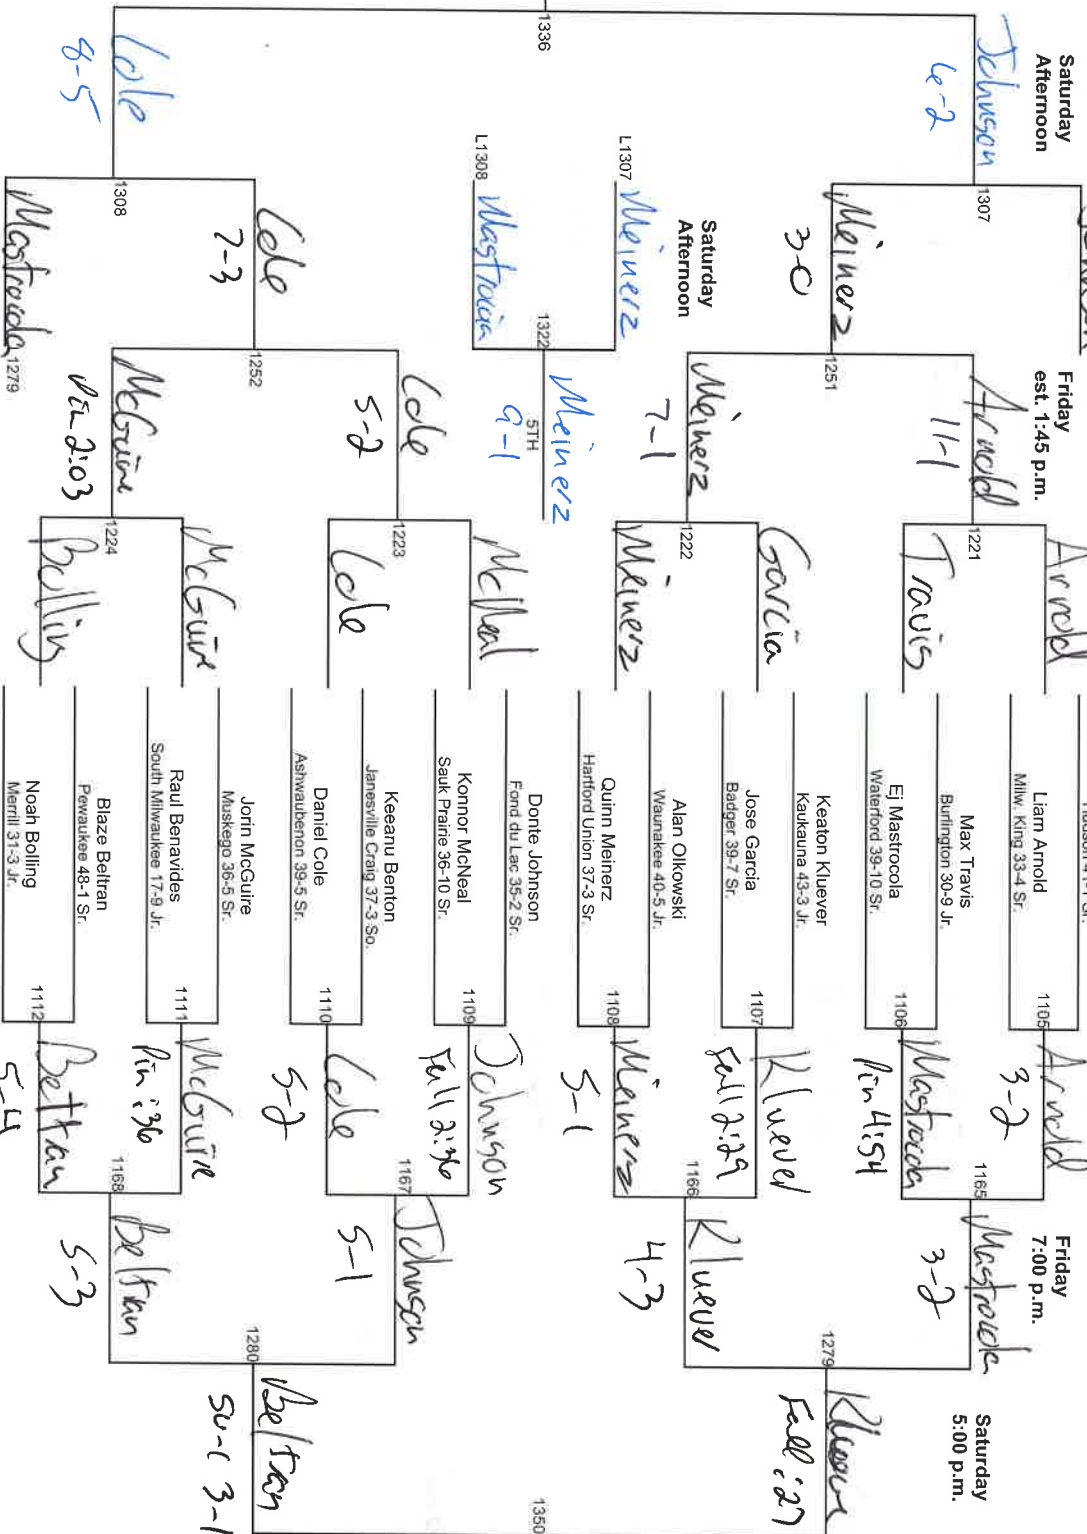 Saturday
Afternoon
Johnson
6-2
1336
Cole
8-5
1307
L1307 Meinerz
L1308 Mastrocola
1308
Saturday
Afternoon
Meinerz
3-0
1322
Meinerz
5TH
9-1
Cole
7-3
Mastrocola
1279
Friday
est. 1:45 p.m.
1251
Arnold
11-1
Meinerz
7-1
1252
Cole
5-2
McGuire
Pin 2:03
Arnold
1221
Travis
Garcia
1222
Meinerz
McNeal
1223
Cole
McGuire
1224
Bolling
Liam Arnold
Milw. King 33-4 Sr.
Max Travis
Burlington 30-9 Jr.
Ej Mastrocola
Waterford 39-10 Sr.
Keaton Kluever
Kaukauna 43-3 Jr.
Jose Garcia
Badger 39-7 Sr.
Alan Olkowski
Waunakee 40-5 Jr.
Quinn Meinerz
Hartford Union 37-3 Sr.
Donte Johnson
Fond du Lac 35-2 Sr.
Konnor McNeal
Sauk Prairie 36-10 Sr.
Keeanu Benton
Janesville Craig 37-3 So.
Daniel Cole
Ashwaubenon 39-5 Sr.
Jorin McGuire
Muskego 36-5 Sr.
Raul Benavides
South Milwaukee 17-9 Jr.
Blaze Beltran
Pewaukee 48-1 Sr.
Noah Bolling
Merrill 31-3 Jr.
1105
Arnold
3-2
1106
Mastrocola
Pin 4:54
1107
Kluever
Fall 2:29
1108
Meinerz
5-1
1109
Johnson
Fall 2:36
1110
Cole
5-2
1111
McGuire
Pin :36
1112
Beltran
5-4
Friday
7:00 p.m.
1165
Mastrocola
3-2
1166
Kluever
4-3
1167
Johnson
5-1
1168
Beltran
5-3
Saturday
5:00 p.m.
1279
Kluever
Fall :27
1280
Beltran
SV-1 3-1
1350